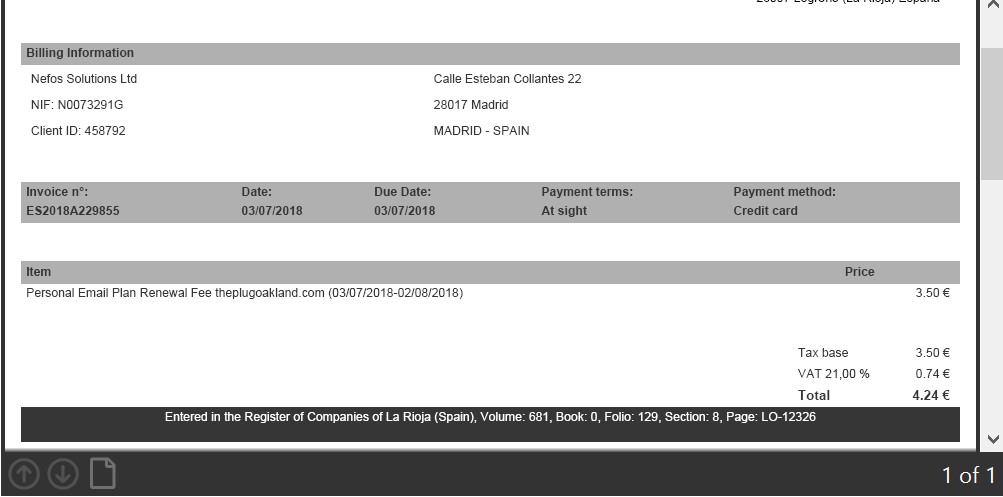 Billing Information
Nefos Solutions Ltd Calle Esteban Collantes 22
NIF: N0073291G 28017 Madrid
Client ID: 458792 MADRID - SPAIN
Invoice n°: Date: Due Date: Payment terms: Payment method:
ES2018A229855 03/07/2018 03/07/2018 At sight Credit card
Item Price
Personal Email Plan Renewal Fee theplugoakland.com (03/07/2018-02/08/2018) 3.50 €
Tax base 3.50 €
VAT 21,00 % 0.74 €
Total 4.24 €
Entered in the Register of Companies of La Rioja (Spain), Volume: 681, Book: 0, Folio: 129, Section: 8, Page: LO-12326
1 of 1